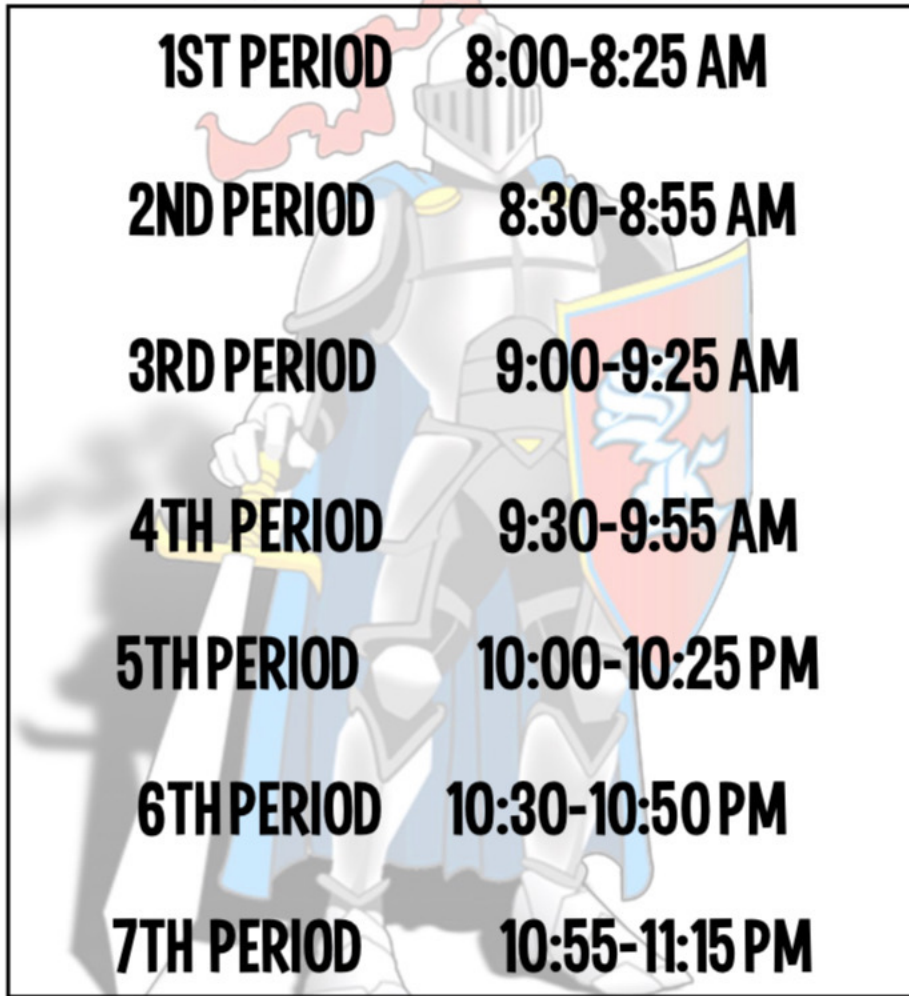 1ST PERIOD 8:00-8:25 AM
2ND PERIOD 8:30-8:55 AM
3RD PERIOD 9:00-9:25 AM
4TH PERIOD 9:30-9:55 AM
5TH PERIOD 10:00-10:25 PM
6TH PERIOD 10:30-10:50 PM
7TH PERIOD 10:55-11:15 PM
SK